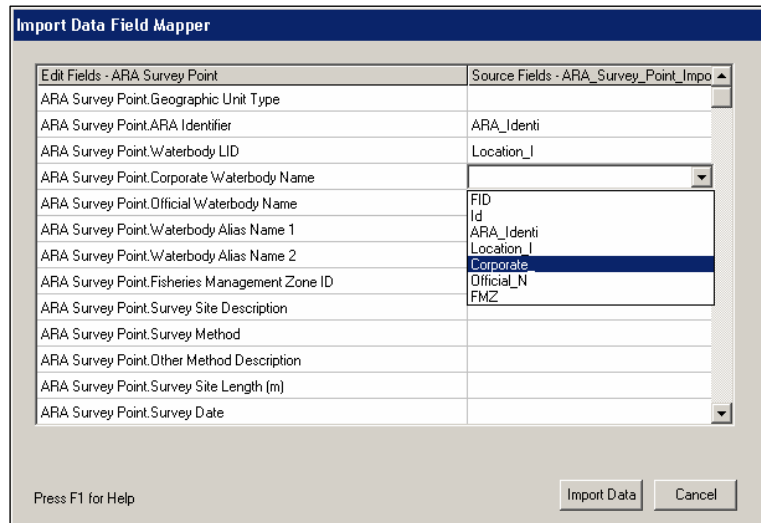 Import Data Field Mapper
Edit Fields - ARA Survey Point Source Fields - ARA_Survey_Point_Impo
ARA Survey Point.Geographic Unit Type
ARA Survey Point.ARA Identifier ARA_Identi
ARA Survey Point.Waterbody LID Location_I
ARA Survey Point.Corporate Waterbody Name
ARA Survey Point.Official Waterbody Name FID
Id
ARA Survey Point.Waterbody Alias Name 1 ARA_Identi
Location_I
ARA Survey Point.Waterbody Alias Name 2 Corporate_
Official_N
ARA Survey Point.Fisheries Management Zone ID FMZ
ARA Survey Point.Survey Site Description
ARA Survey Point.Survey Method
ARA Survey Point.Other Method Description
ARA Survey Point.Survey Site Length (m)
ARA Survey Point.Survey Date
Press F1 for Help Import Data Cancel